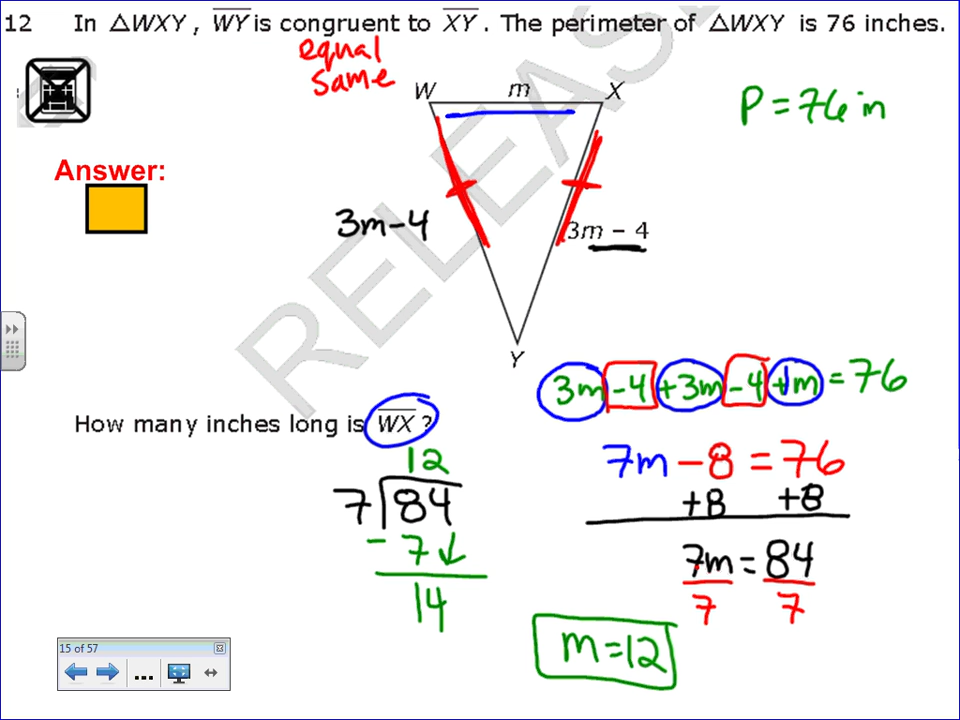 12 In △WXY, WY is congruent to XY. The perimeter of △WXY is 76 inches.
equal
same
W m X
P = 76 in
Answer:
3m-4
3m - 4
RELEAS
Y
3m -4 +3m -4 +1m = 76
How many inches long is WX?
7m - 8 = 76
+8 +8
12
7 84
- 7↓
14
7m = 84
7 7
m = 12
15 of 57
...